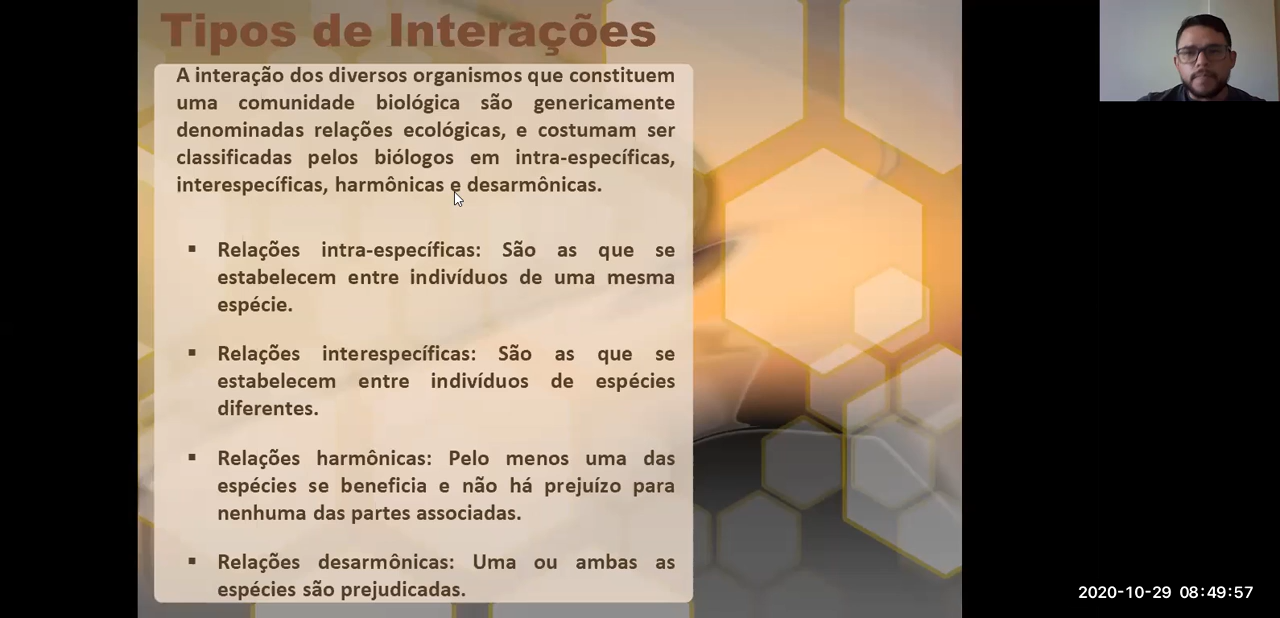 Tipos de Interações
A interação dos diversos organismos que constituem
uma comunidade biológica são genericamente
denominadas relações ecológicas, e costumam ser
classificadas pelos biólogos em intra-específicas,
interespecíficas, harmônicas e desarmônicas.
▪ Relações intra-específicas: São as que se
estabelecem entre indivíduos de uma mesma
espécie.
▪ Relações interespecíficas: São as que se
estabelecem entre indivíduos de espécies
diferentes.
▪ Relações harmônicas: Pelo menos uma das
espécies se beneficia e não há prejuízo para
nenhuma das partes associadas.
▪ Relações desarmônicas: Uma ou ambas as
espécies são prejudicadas.
2020-10-29 08:49:57